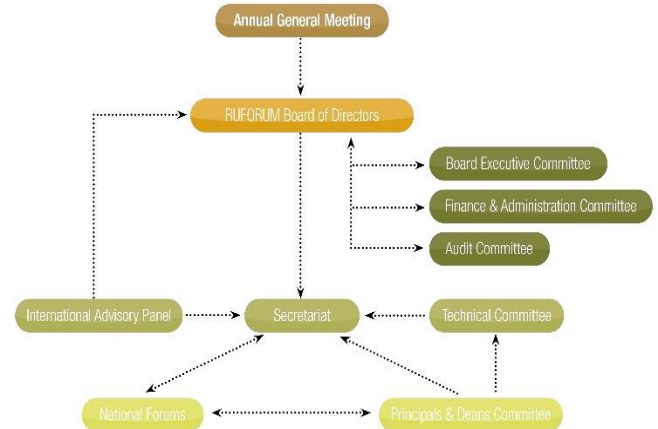 Annual General Meeting
RUFORUM Board of Directors
Board Executive Committee
Finance & Administration Committee
Audit Committee
International Advisory Panel
Secretariat
Technical Committee
National Forums
Principals & Deans Committee